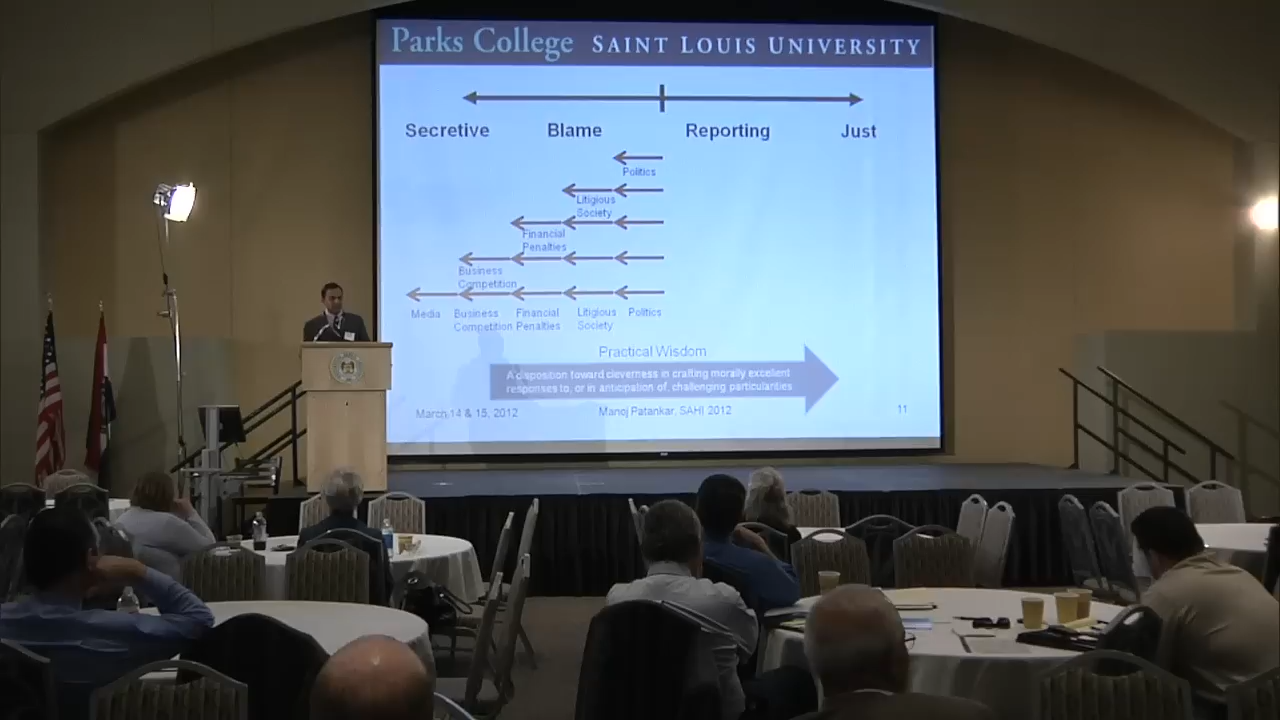 Parks College SAINT LOUIS UNIVERSITY
Secretive Blame Reporting Just
Politics
Litigious
Society
Financial
Penalties
Business
Competition
Media Business Financial Litigious Politics
Competition Penalties Society
Practical Wisdom
A disposition toward cleverness in crafting morally excellent
responses to, or in anticipation of, challenging particularities
March 14 & 15, 2012 Manoj Patankar, SAHI 2012 11